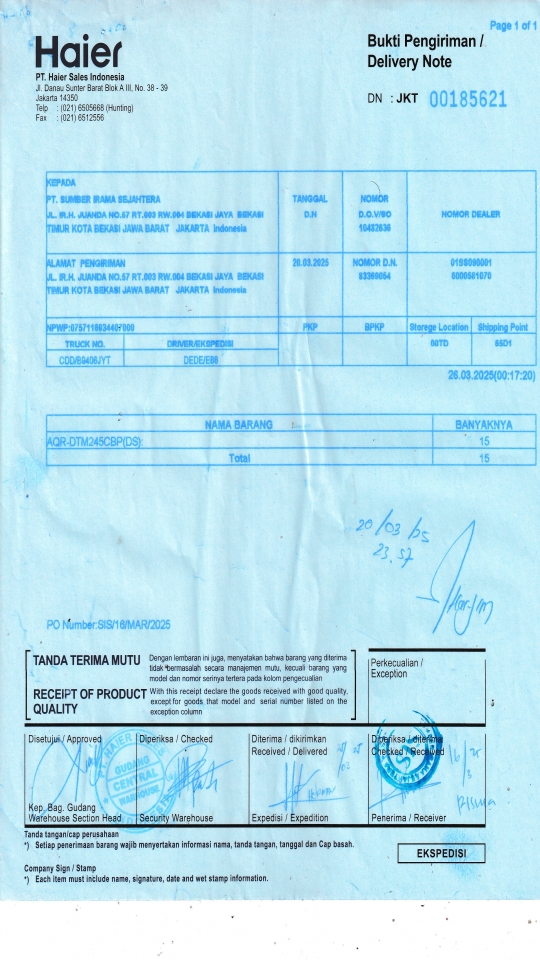 Page 1 of 1
Haier
PT. Haier Sales Indonesia
Jl. Danau Sunter Barat Blok A III, No. 38 - 39
Jakarta 14350
Telp : (021) 6505668 (Hunting)
Fax : (021) 6512556
Bukti Pengiriman /
Delivery Note
DN : JKT 00185621
KEPADA
PT. SUMBER IRAMA SEJAHTERA
JL. IR.H. JUANDA NO.57 RT.003 RW.004 BEKASI JAYA BEKASI
TIMUR KOTA BEKASI JAWA BARAT JAKARTA Indonesia
TANGGAL
D.N
NOMOR
D.O.V/SO
10482636
NOMOR DEALER
ALAMAT PENGIRIMAN
JL. IR.H. JUANDA NO.57 RT.003 RW.004 BEKASI JAYA BEKASI
TIMUR KOTA BEKASI JAWA BARAT JAKARTA Indonesia
26.03.2025
NOMOR D.N.
83369054
NPWP:
PKP
BPKP
Storege Location
Shipping Point
00TD
65D1
TRUCK NO.
DRIVER/EKSPEDISI
CDD/B9406JYT
26.03.2025(00:17:20)
NAMA BARANG
BANYAKNYA
AQR-DTM245CBP(DS):
15
Total
15
23.57
PO Number:SIS/16/MAR/2025
TANDA TERIMA MUTU
Dengan lembaran ini juga, menyatakan bahwa barang yang diterima
tidak bermasalah secara manajemen mutu, kecuali barang yang
model dan nomor serinya tertera pada kolom pengecualian
RECEIPT OF PRODUCT
QUALITY
With this receipt declare the goods received with good quality,
except for goods that model and serial number listed on the
exception column
Perkecualian /
Exception
Disetujui / Approved
Diperiksa / Checked
Diterima / dikirimkan
Received / Delivered
Diperiksa / diterima
Checked / Received
GUDANG
CENTRAL
WAREHOUSE
Risma
Kep. Bag. Gudang
Warehouse Section Head
Security Warehouse
Expedisi / Expedition
Penerima / Receiver
Tanda tangan/cap perusahaan
*) Setiap penerimaan barang wajib menyertakan informasi nama, tanda tangan, tanggal dan Cap basah.
EKSPEDISI
Company Sign / Stamp
*) Each item must include name, signature, date and wet stamp information.